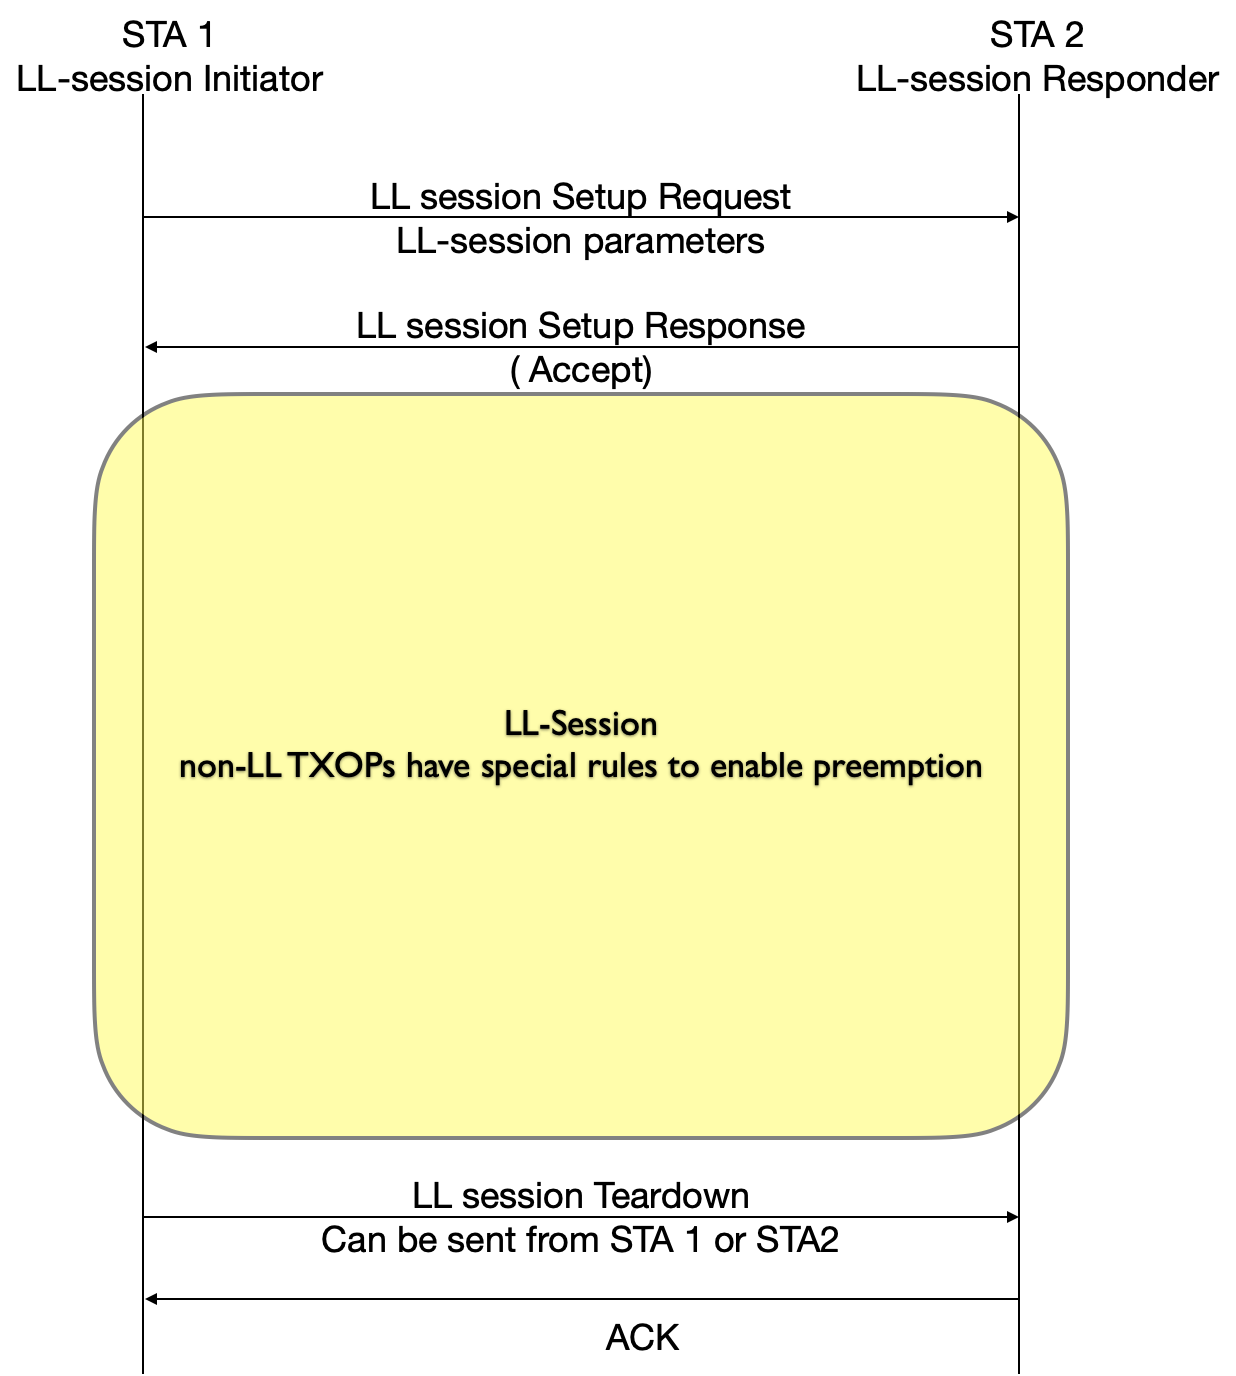 STA 1
LL-session Initiator
STA 2
LL-session Responder
LL session Setup Request
LL-session parameters
LL session Setup Response
( Accept)
LL-Session
non-LL TXOPs have special rules to enable preemption
LL session Teardown
Can be sent from STA 1 or STA2
ACK